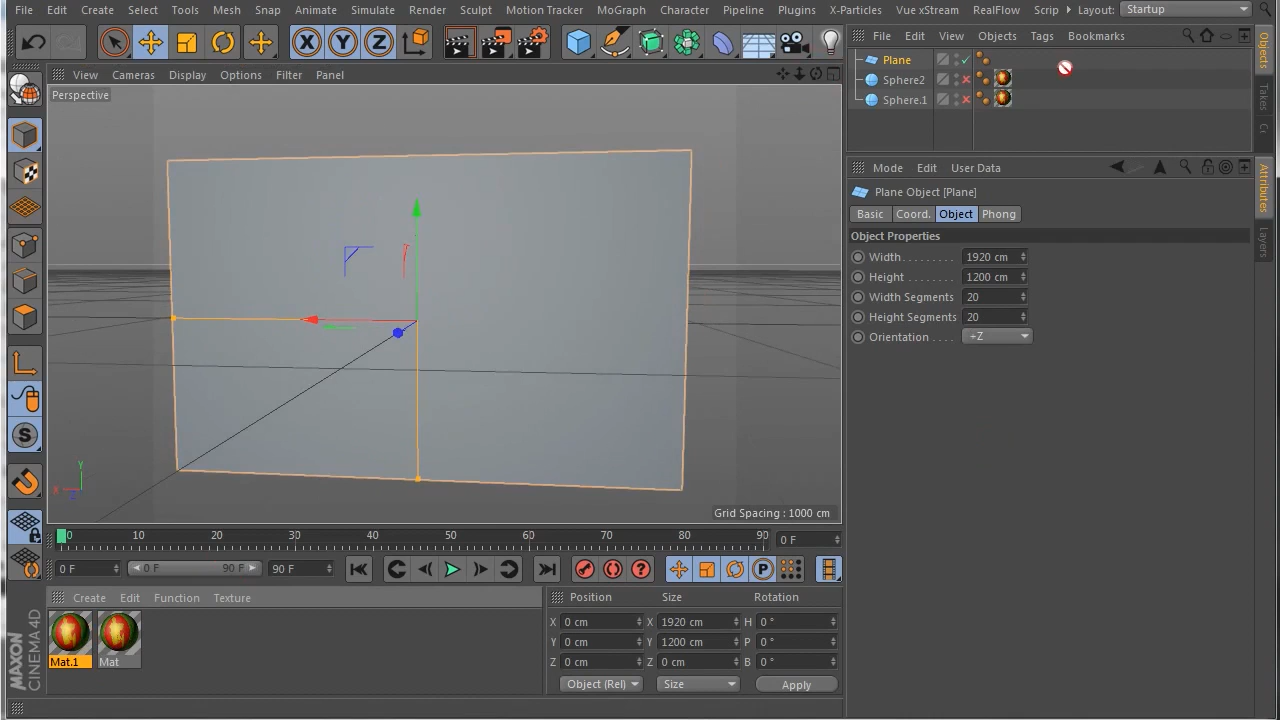 File Edit Create Select Tools Mesh Snap Animate Simulate Render Sculpt Motion Tracker MoGraph Character Pipeline Plugins X-Particles Vue xStream RealFlow Scrip Layout: Startup
X Y Z
File Edit View Objects Tags Bookmarks
Plane
Sphere2
Sphere.1
Objects
Takes
View Cameras Display Options Filter Panel
Perspective
Grid Spacing : 1000 cm
Y
X
Z
Mode Edit User Data
Plane Object [Plane]
Basic Coord. Object Phong
Object Properties
Width . . . . . . . . . 1920 cm
Height . . . . . . . . 1200 cm
Width Segments 20
Height Segments 20
Orientation . . . . +Z
Attributes
Layers
S
0 10 20 30 40 50 60 70 80 90 0 F
0 F 0 F 90 F 90 F
P
Create Edit Function Texture
Mat.1 Mat
Position Size Rotation
X 0 cm X 1920 cm H 0 °
Y 0 cm Y 1200 cm P 0 °
Z 0 cm Z 0 cm B 0 °
Object (Rel) Size Apply
MAXON
CINEMA 4D